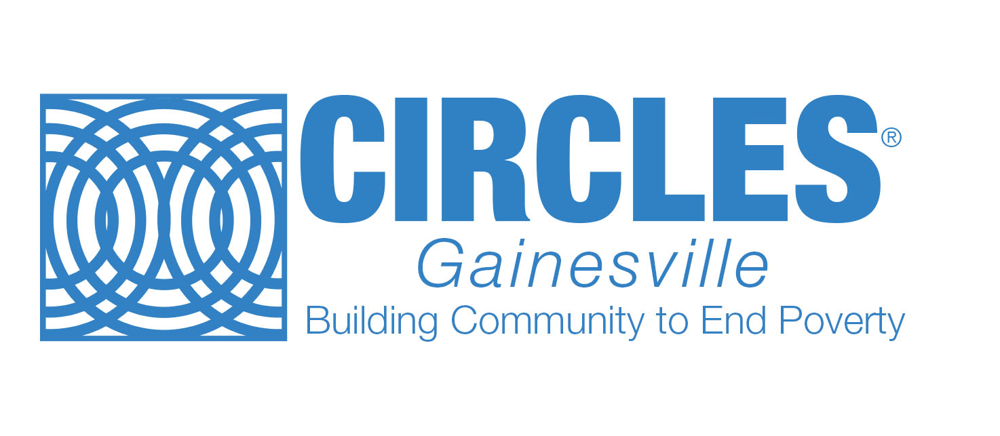 CIRCLES®
Gainesville
Building Community to End Poverty